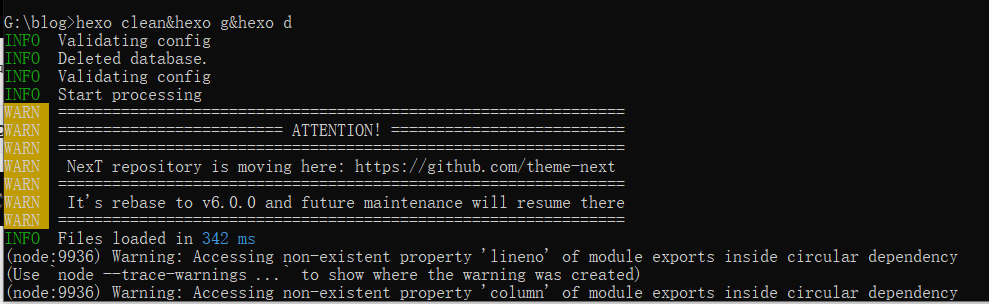 G:\blog>hexo clean&hexo g&hexo d
INFO  Validating config
INFO  Deleted database.
INFO  Validating config
INFO  Start processing
WARN  ===============================================================
WARN  ========================= ATTENTION! ==========================
WARN  ===============================================================
WARN   NexT repository is moving here: https://github.com/theme-next
WARN  ===============================================================
WARN   It's rebase to v6.0.0 and future maintenance will resume there
WARN  ===============================================================
INFO  Files loaded in 342 ms
(node:9936) Warning: Accessing non-existent property 'lineno' of module exports inside circular dependency
(Use `node --trace-warnings ...` to show where the warning was created)
(node:9936) Warning: Accessing non-existent property 'column' of module exports inside circular dependency